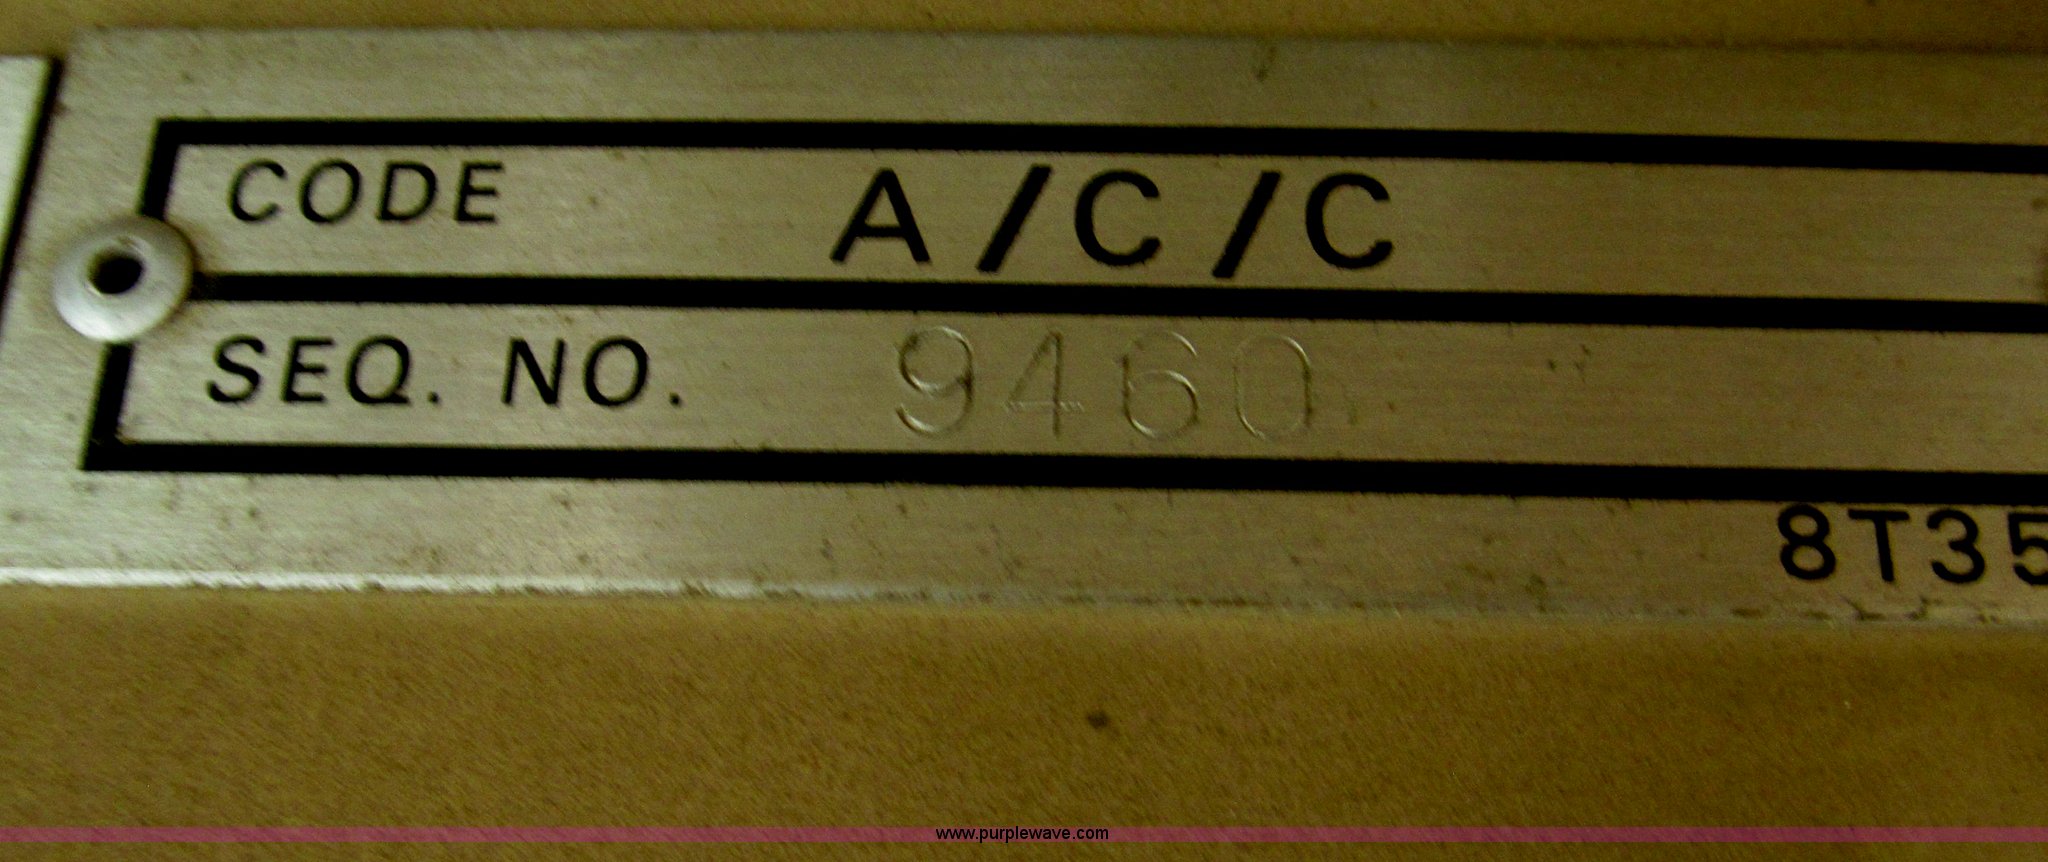 CODE A/C/C
SEQ. NO. 9460
8T35
www.purplewave.com